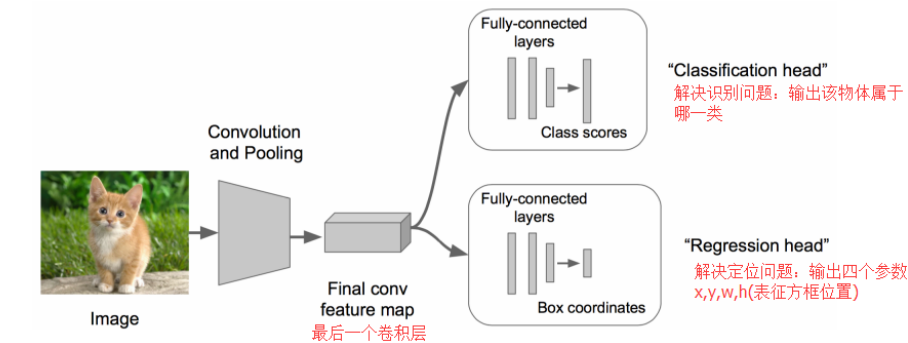 Image
Convolution
and Pooling
Final conv
feature map
最后一个卷积层
Fully-connected
layers
Class scores
“Classification head”
解决识别问题：输出该物体属于
哪一类
Fully-connected
layers
Box coordinates
“Regression head”
解决定位问题：输出四个参数
x,y,w,h(表征方框位置)